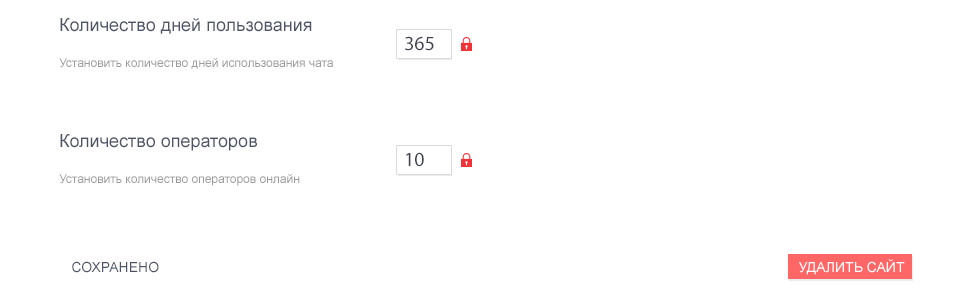 Количество дней пользования
365
Установить количество дней использования чата
Количество операторов
10
Установить количество операторов онлайн
СОХРАНЕНО
УДАЛИТЬ САЙТ